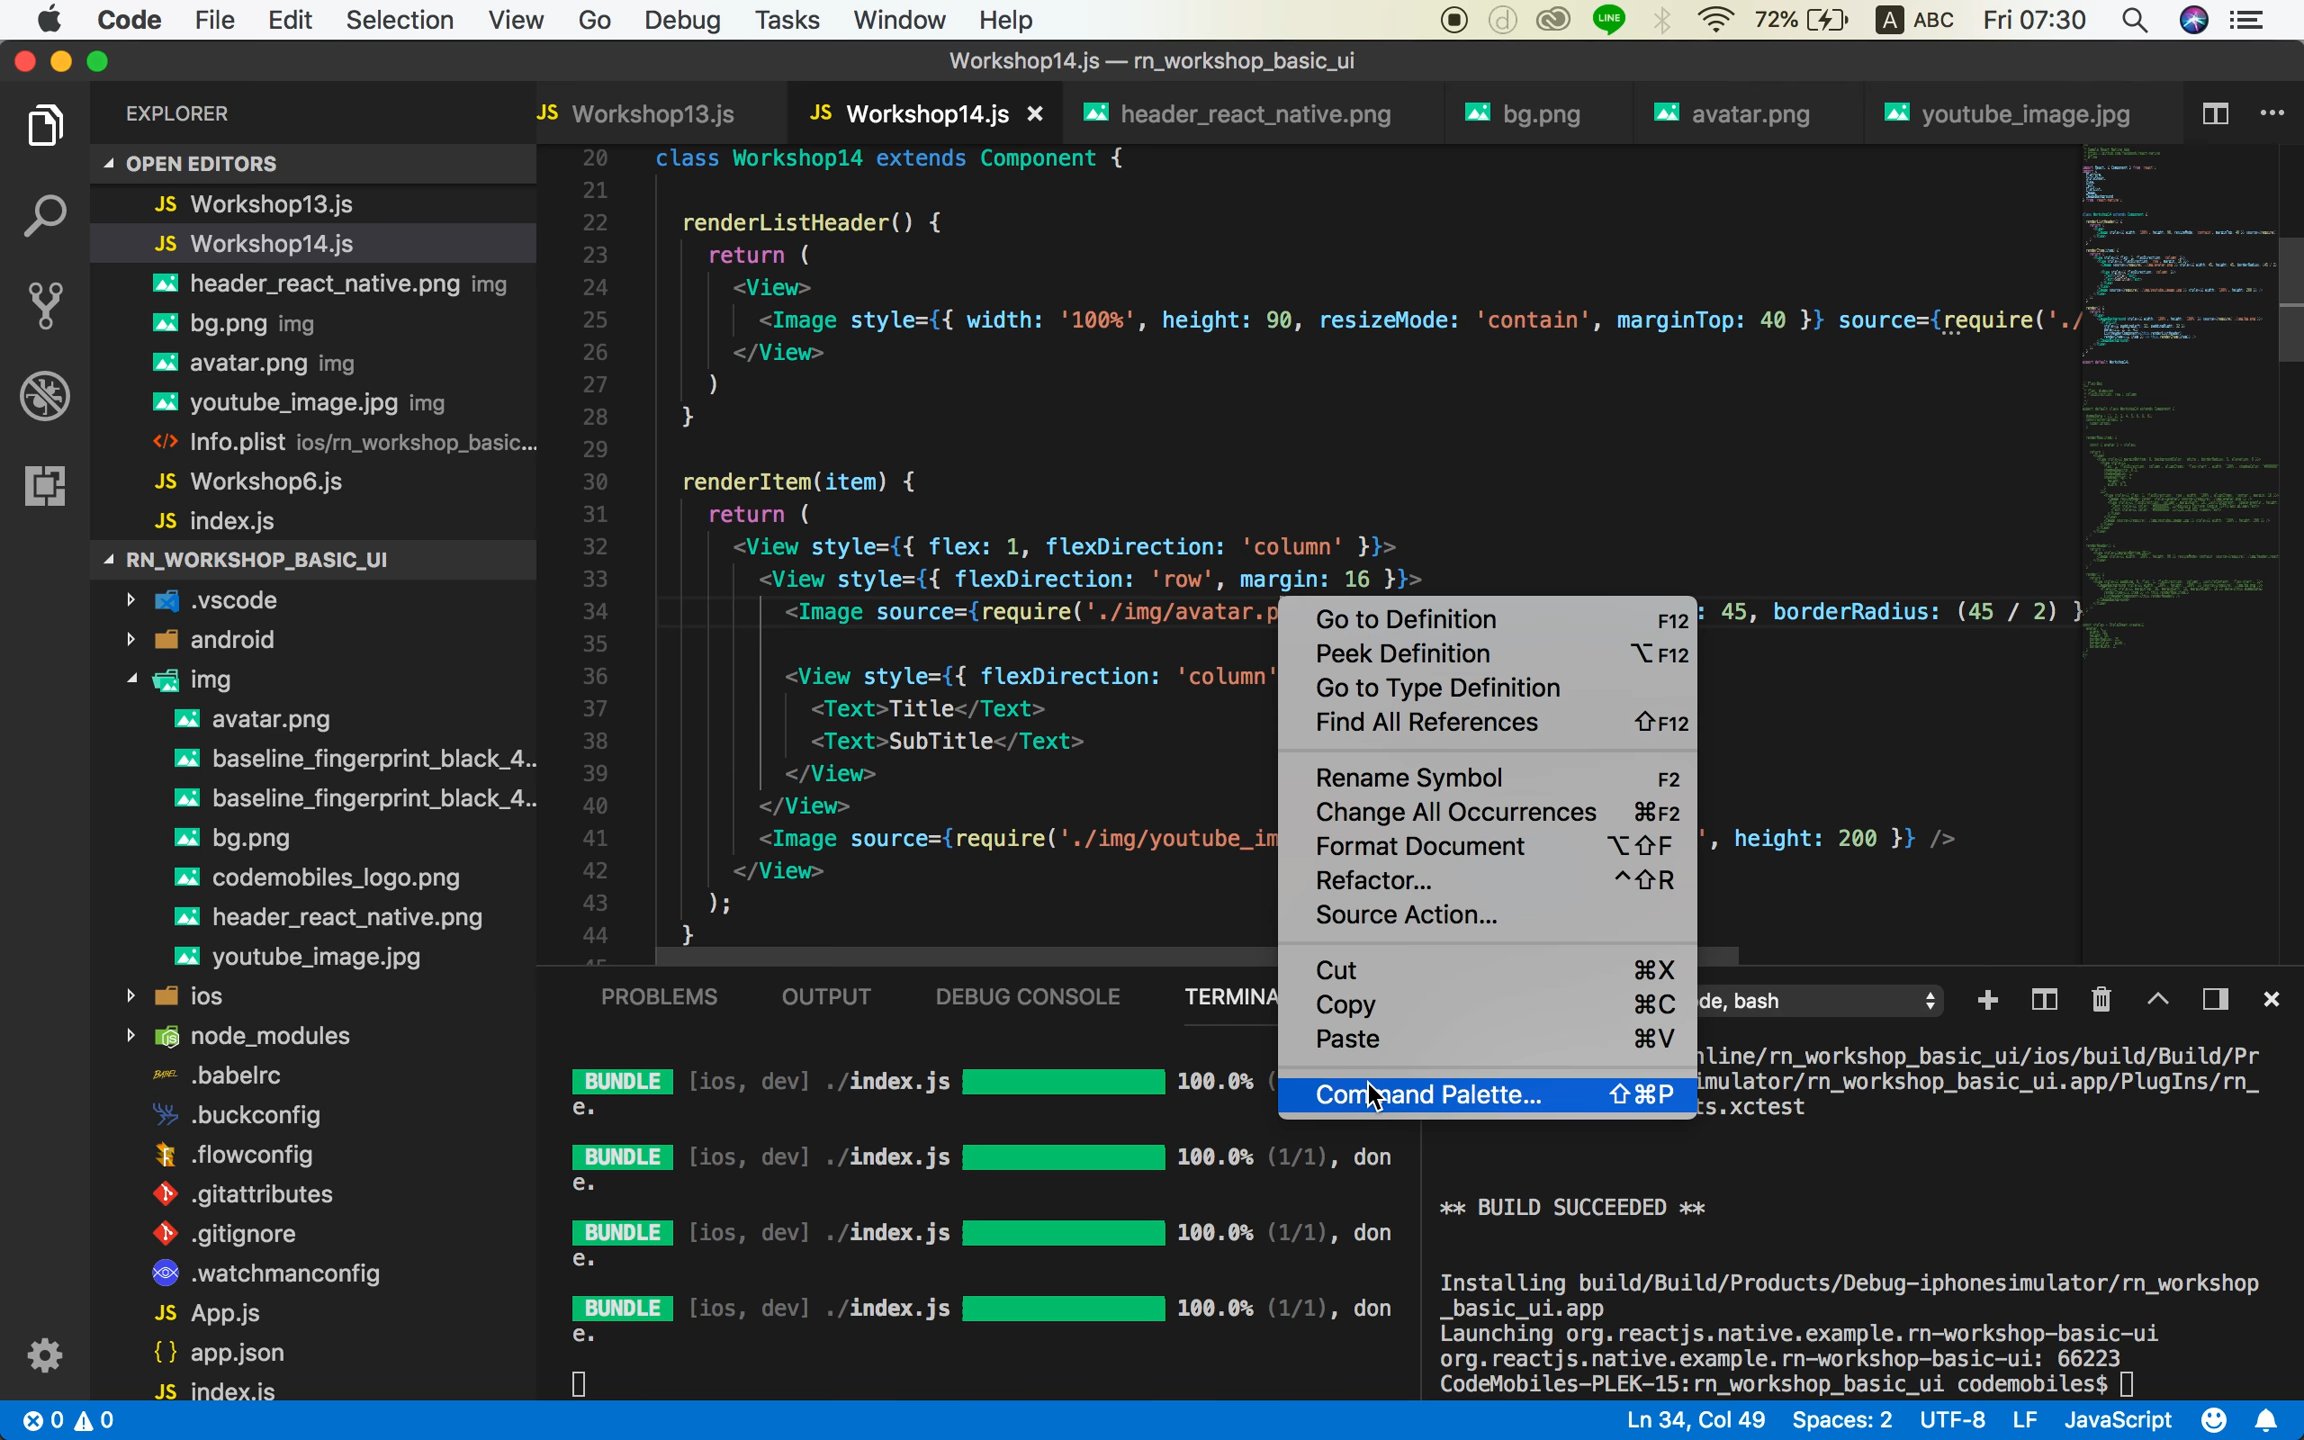 Code File Edit Selection View Go Debug Tasks Window Help LINE 72% A ABC Fri 07:30
Workshop14.js — rn_workshop_basic_ui
EXPLORER
JS Workshop13.js JS Workshop14.js header_react_native.png bg.png avatar.png youtube_image.jpg
OPEN EDITORS
JS Workshop13.js
JS Workshop14.js
header_react_native.png img
bg.png img
avatar.png img
youtube_image.jpg img
</> Info.plist ios/rn_workshop_basic...
JS Workshop6.js
JS index.js
RN_WORKSHOP_BASIC_UI
.vscode
android
img
avatar.png
baseline_fingerprint_black_4...
baseline_fingerprint_black_4...
bg.png
codemobiles_logo.png
header_react_native.png
youtube_image.jpg
ios
node_modules
BABEL .babelrc
.buckconfig
.flowconfig
.gitattributes
.gitignore
.watchmanconfig
JS App.js
{ } app.json
JS index.js
20 class Workshop14 extends Component {
21
22 renderListHeader() {
23 return (
24 <View>
25 <Image style={{ width: '100%', height: 90, resizeMode: 'contain', marginTop: 40 }} source={require('./
26 </View>
27 )
28 }
29
30 renderItem(item) {
31 return (
32 <View style={{ flex: 1, flexDirection: 'column' }}>
33 <View style={{ flexDirection: 'row', margin: 16 }}>
34 <Image source={require('./img/avatar.p : 45, borderRadius: (45 / 2) }
35
36 <View style={{ flexDirection: 'column'
37 <Text>Title</Text>
38 <Text>SubTitle</Text>
39 </View>
40 </View>
41 <Image source={require('./img/youtube_im ', height: 200 }} />
42 </View>
43 );
44 }
45
Go to Definition F12
Peek Definition ⌥F12
Go to Type Definition
Find All References ⇧F12
Rename Symbol F2
Change All Occurrences ⌘F2
Format Document ⌥⇧F
Refactor... ^⇧R
Source Action...
Cut ⌘X
Copy ⌘C
Paste ⌘V
Command Palette... ⇧⌘P
PROBLEMS OUTPUT DEBUG CONSOLE TERMINA de, bash
BUNDLE [ios, dev] ./index.js 100.0% (
e.
BUNDLE [ios, dev] ./index.js 100.0% (1/1), don
e.
BUNDLE [ios, dev] ./index.js 100.0% (1/1), don
e.
BUNDLE [ios, dev] ./index.js 100.0% (1/1), don
e.
nline/rn_workshop_basic_ui/ios/build/Build/Pr
imulator/rn_workshop_basic_ui.app/PlugIns/rn_
ts.xctest
** BUILD SUCCEEDED **
Installing build/Build/Products/Debug-iphonesimulator/rn_workshop
_basic_ui.app
Launching org.reactjs.native.example.rn-workshop-basic-ui
org.reactjs.native.example.rn-workshop-basic-ui: 66223
CodeMobiles-PLEK-15:rn_workshop_basic_ui codemobiles$
0 0 Ln 34, Col 49 Spaces: 2 UTF-8 LF JavaScript